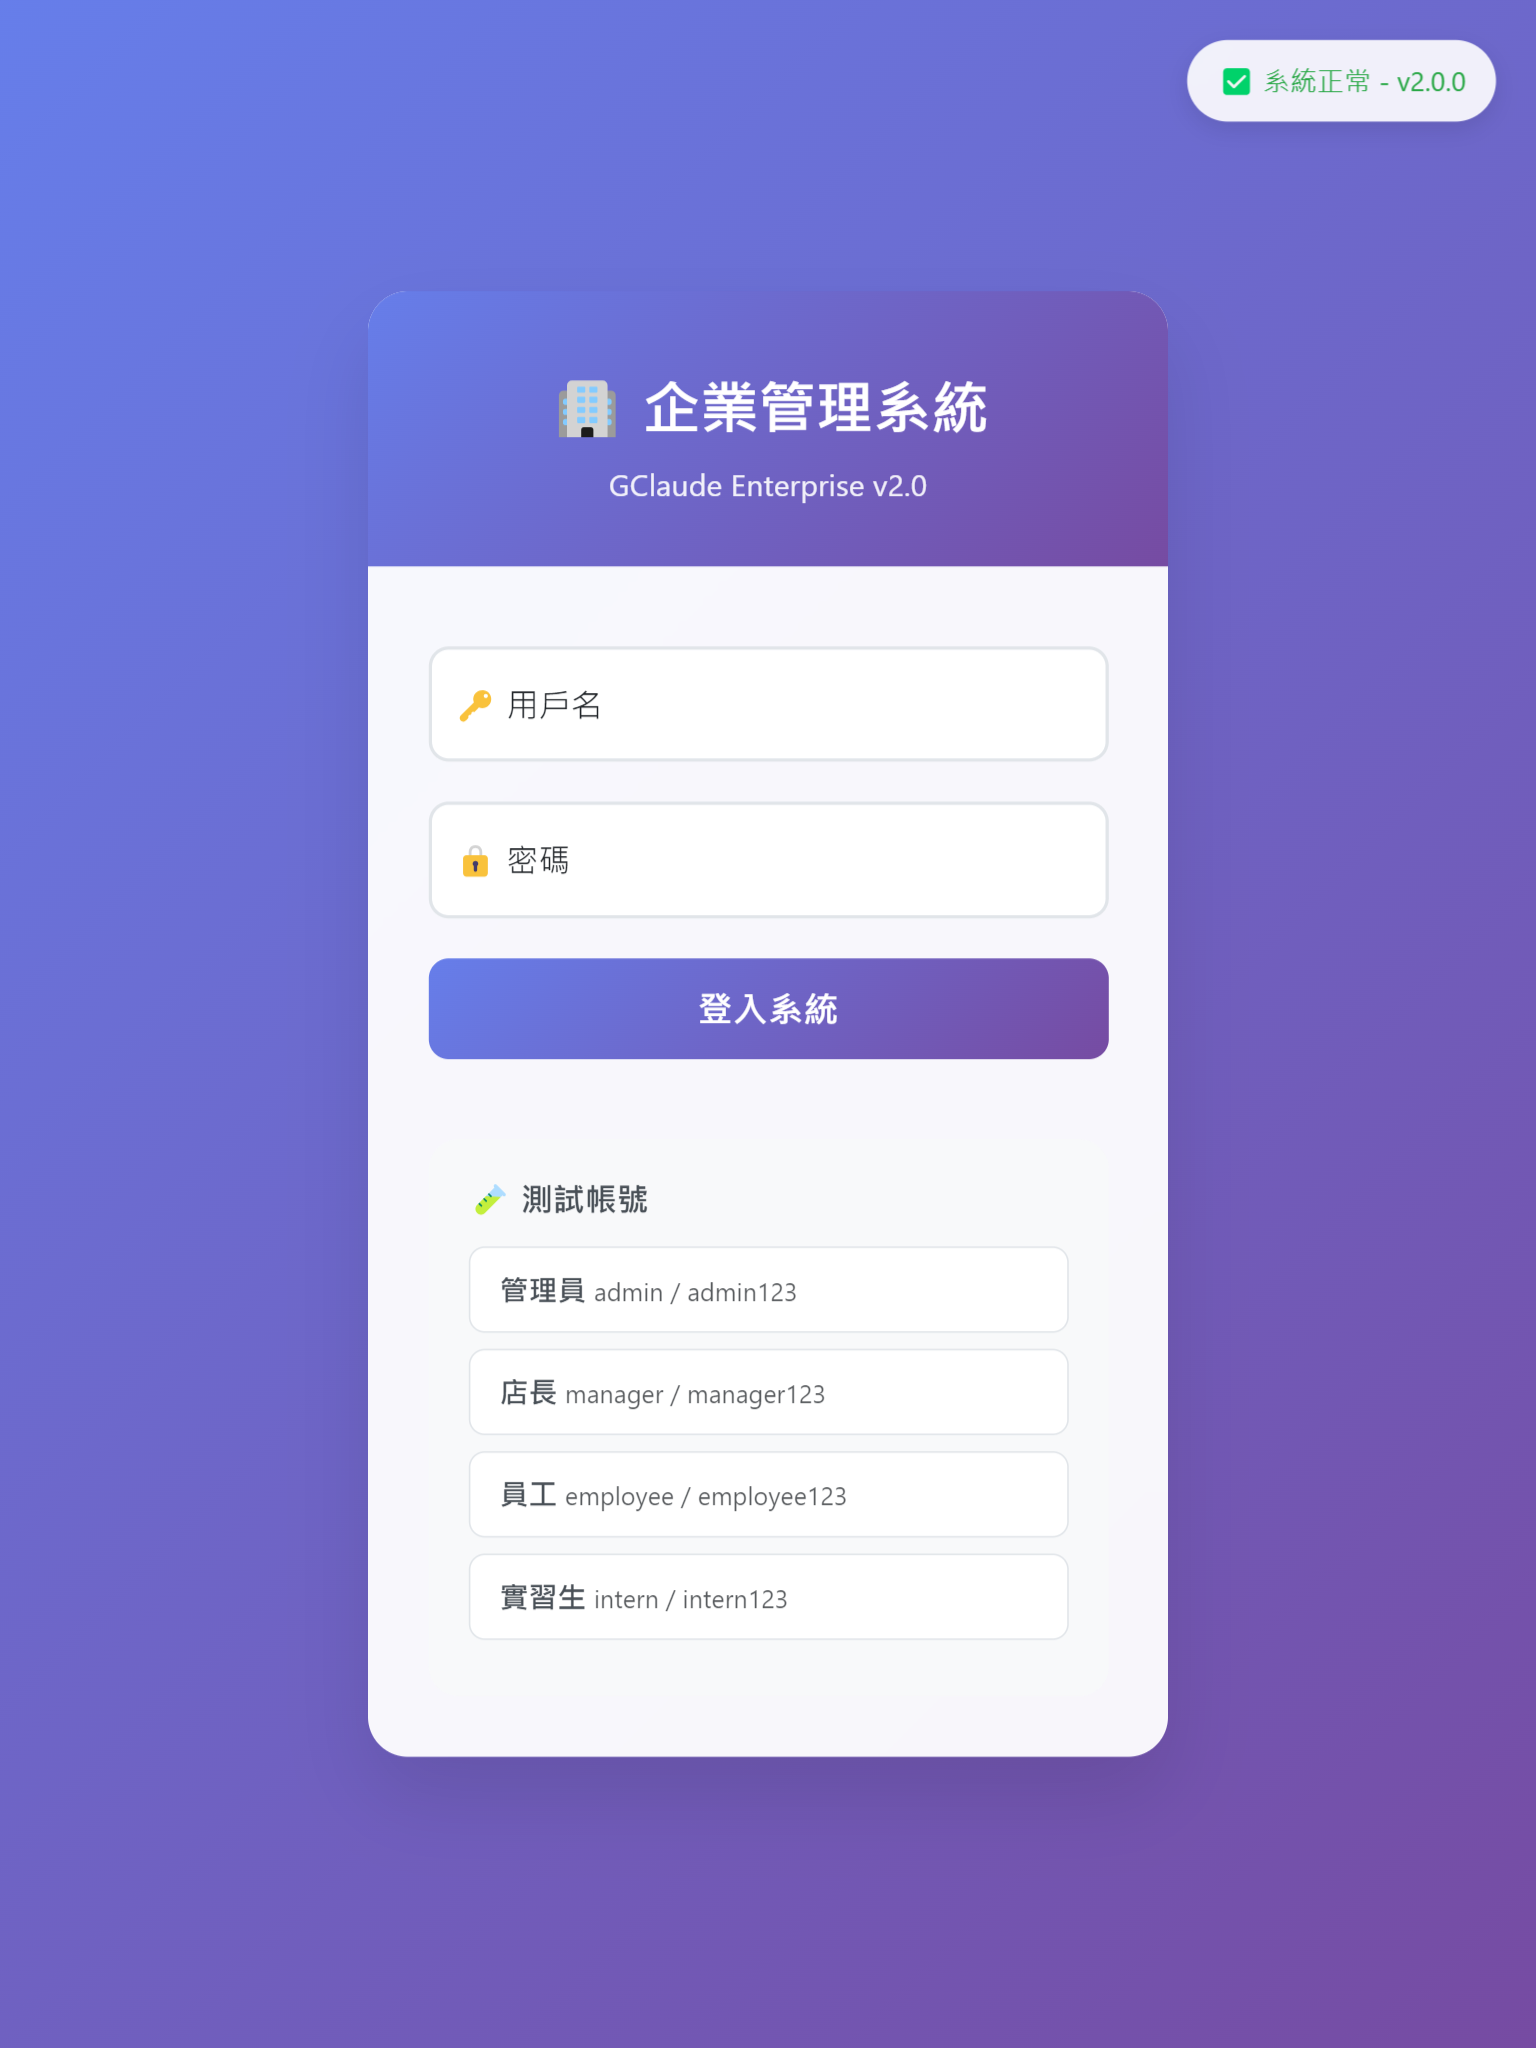 系統正常 - v2.0.0
企業管理系統
GClaude Enterprise v2.0
用戶名
密碼
登入系統
測試帳號
管理員 admin / admin123
店長 manager / manager123
員工 employee / employee123
實習生 intern / intern123